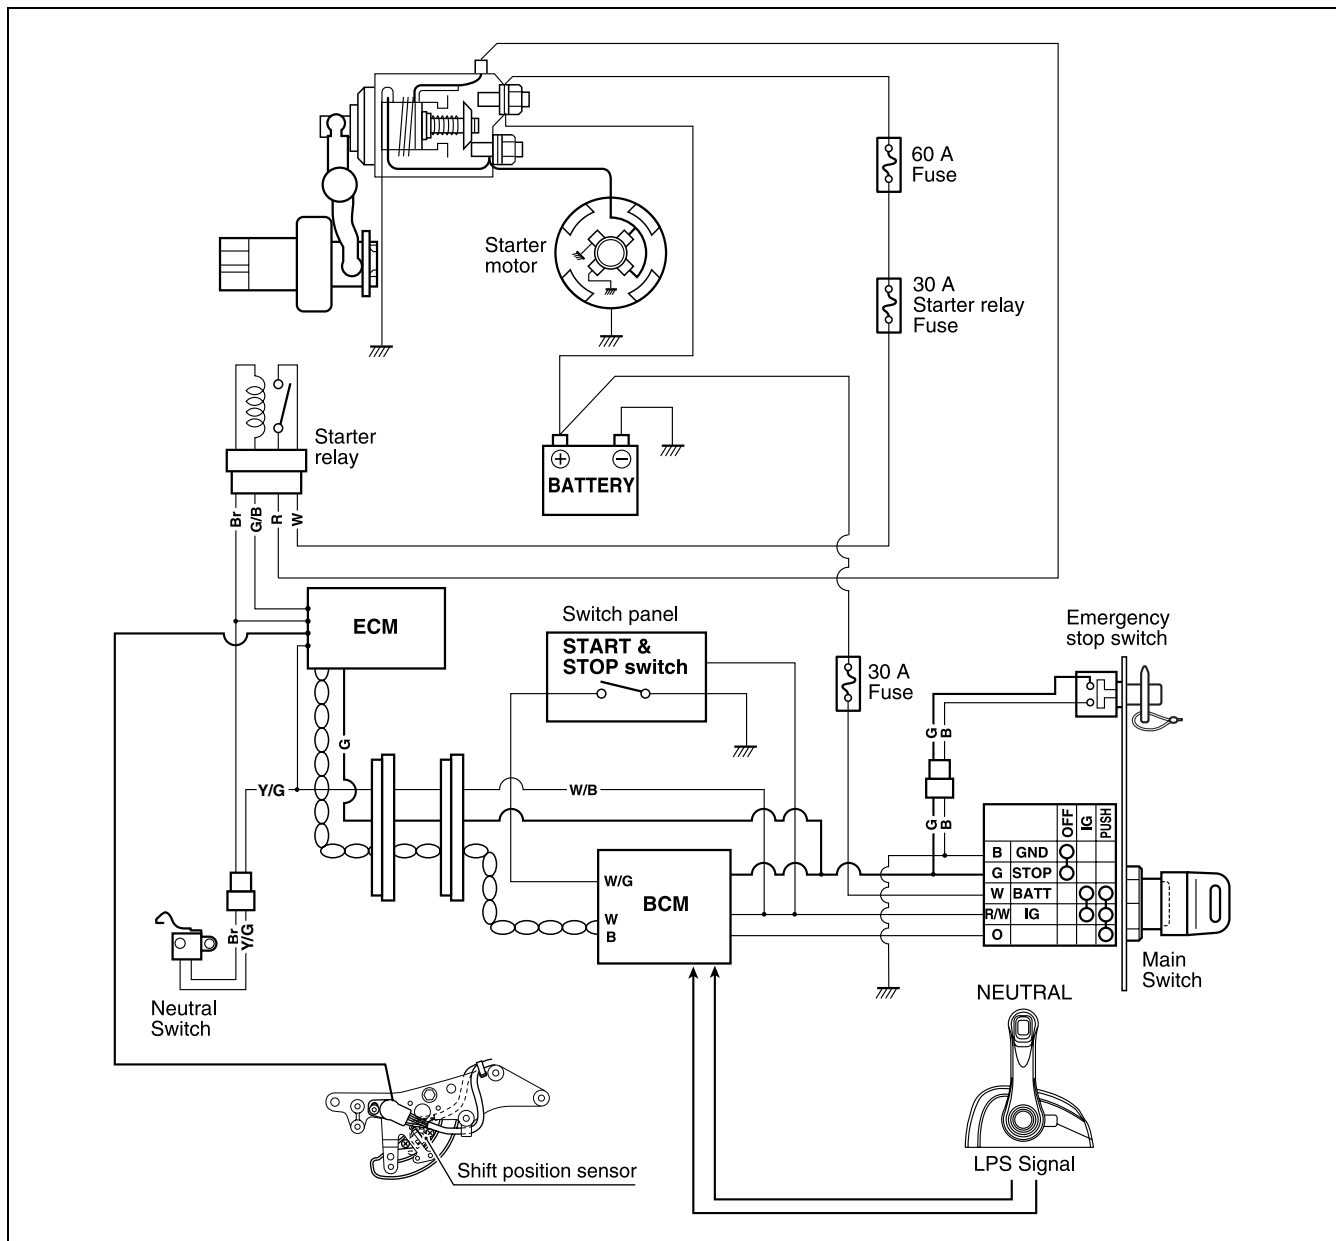 60 A
Fuse
Starter
motor
30 A
Starter relay
Fuse
Starter
relay
+
−
BATTERY
Br
G/B
R
W
ECM
Switch panel
START &
STOP switch
Emergency
stop switch
30 A
Fuse
G
G
B
Y/G
W/B
G
B
OFF
IG
PUSH
B GND
G STOP
W BATT
R/W IG
O
W/G
BCM
W
B
Br
Y/G
Main
Switch
Neutral
Switch
NEUTRAL
Shift position sensor
LPS Signal